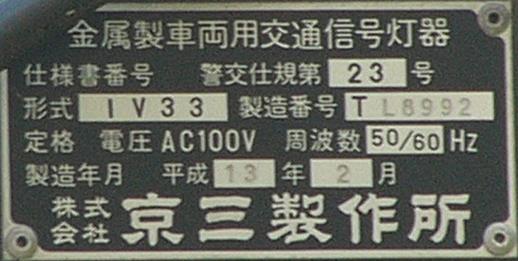 金属製車両用交通信号灯器
仕様書番号 警交仕規第 23 号
形式 1V33 製造番号 TL8992
定格 電圧 AC100V 周波数 50/60 Hz
製造年月 平成 13 年 2 月
株式会社 京三製作所